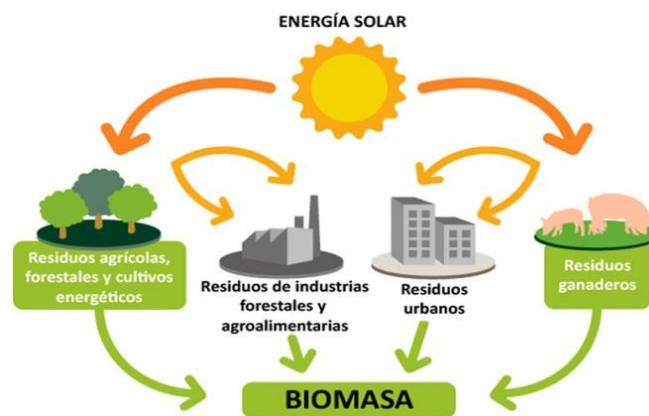 ENERGÍA SOLAR
Residuos agrícolas,
forestales y cultivos
energéticos
Residuos de industrias
forestales y
agroalimentarias
Residuos
urbanos
Residuos
ganaderos
BIOMASA